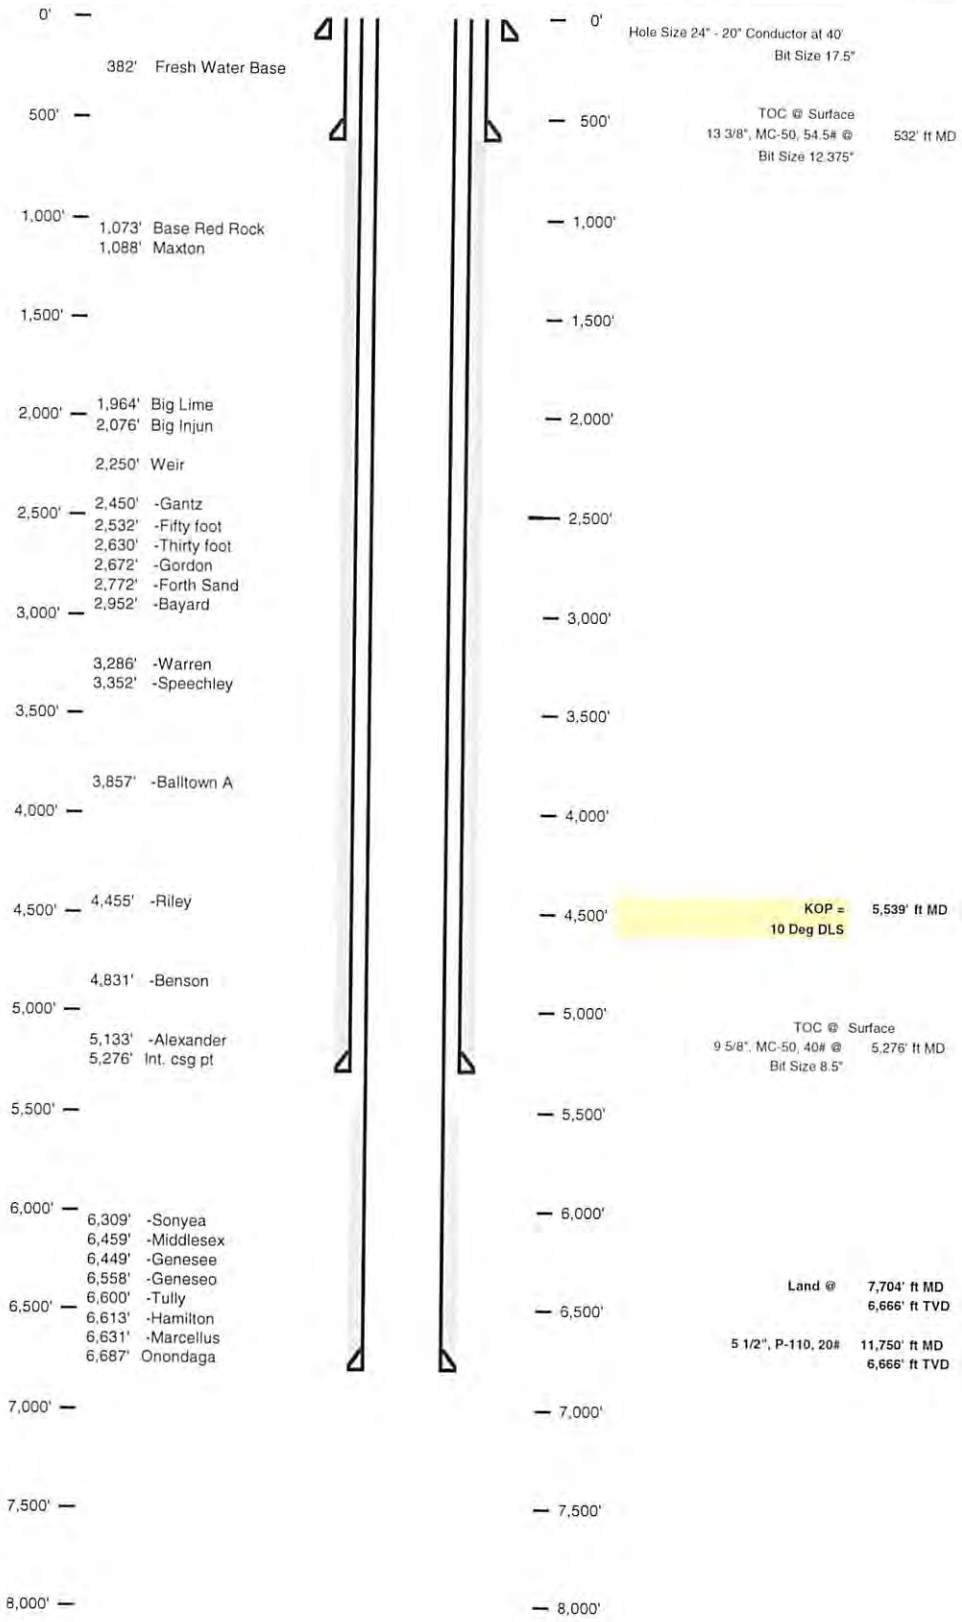 0'
0'
Hole Size 24" - 20" Conductor at 40'
Bit Size 17.5"
382' Fresh Water Base
500'
500'
TOC @ Surface
13 3/8", MC-50, 54.5# @ 532' ft MD
Bit Size 12.375"
1,000'
1,000'
1,073' Base Red Rock
1,088' Maxton
1,500'
1,500'
1,964' Big Lime
2,000'
2,000'
2,076' Big Injun
2,250' Weir
2,450' -Gantz
2,500'
2,500'
2,532' -Fifty foot
2,630' -Thirty foot
2,672' -Gordon
2,772' -Forth Sand
2,952' -Bayard
3,000'
3,000'
3,286' -Warren
3,352' -Speechley
3,500'
3,500'
3,857' -Balltown A
4,000'
4,000'
4,455' -Riley
4,500'
4,500'
KOP = 5,539' ft MD
10 Deg DLS
4,831' -Benson
5,000'
5,000'
5,133' -Alexander
5,276' Int. csg pt
TOC @ Surface
9 5/8", MC-50, 40# @ 5,276' ft MD
Bit Size 8.5"
5,500'
5,500'
6,000'
6,000'
6,309' -Sonyea
6,459' -Middlesex
6,449' -Genesee
6,558' -Geneseo
6,600' -Tully
6,500'
6,500'
6,613' -Hamilton
6,631' -Marcellus
6,687' Onondaga
Land @ 7,704' ft MD
6,666' ft TVD
5 1/2", P-110, 20# 11,750' ft MD
6,666' ft TVD
7,000'
7,000'
7,500'
7,500'
8,000'
8,000'